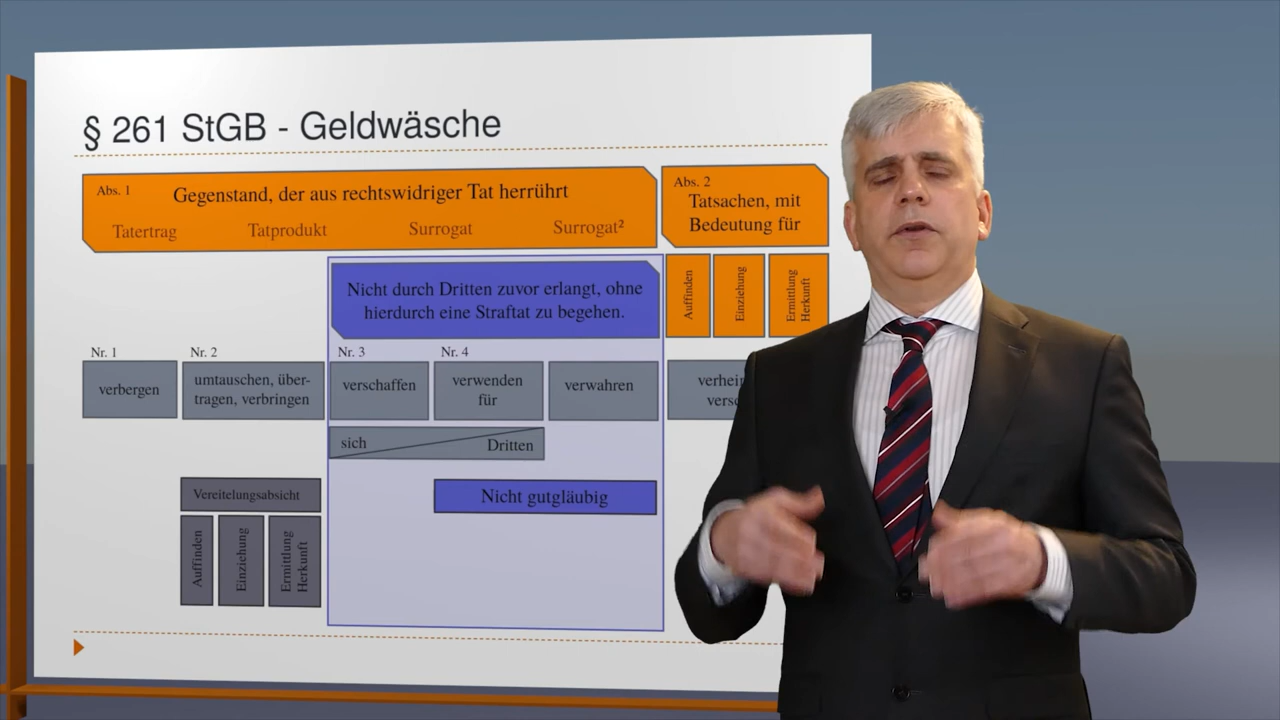 § 261 StGB - Geldwäsche
Abs. 1
Gegenstand, der aus rechtswidriger Tat herrührt
Tatertrag
Tatprodukt
Surrogat
Surrogat²
Abs. 2
Tatsachen, mit
Bedeutung für
Auffinden
Einziehung
Ermittlung
Herkunft
Nicht durch Dritten zuvor erlangt, ohne
hierdurch eine Straftat zu begehen.
Nr. 1
verbergen
Nr. 2
umtauschen, über-
tragen, verbringen
Nr. 3
verschaffen
Nr. 4
verwenden
für
verwahren
sich
Dritten
Vereitelungsabsicht
Auffinden
Einziehung
Ermittlung
Herkunft
Nicht gutgläubig